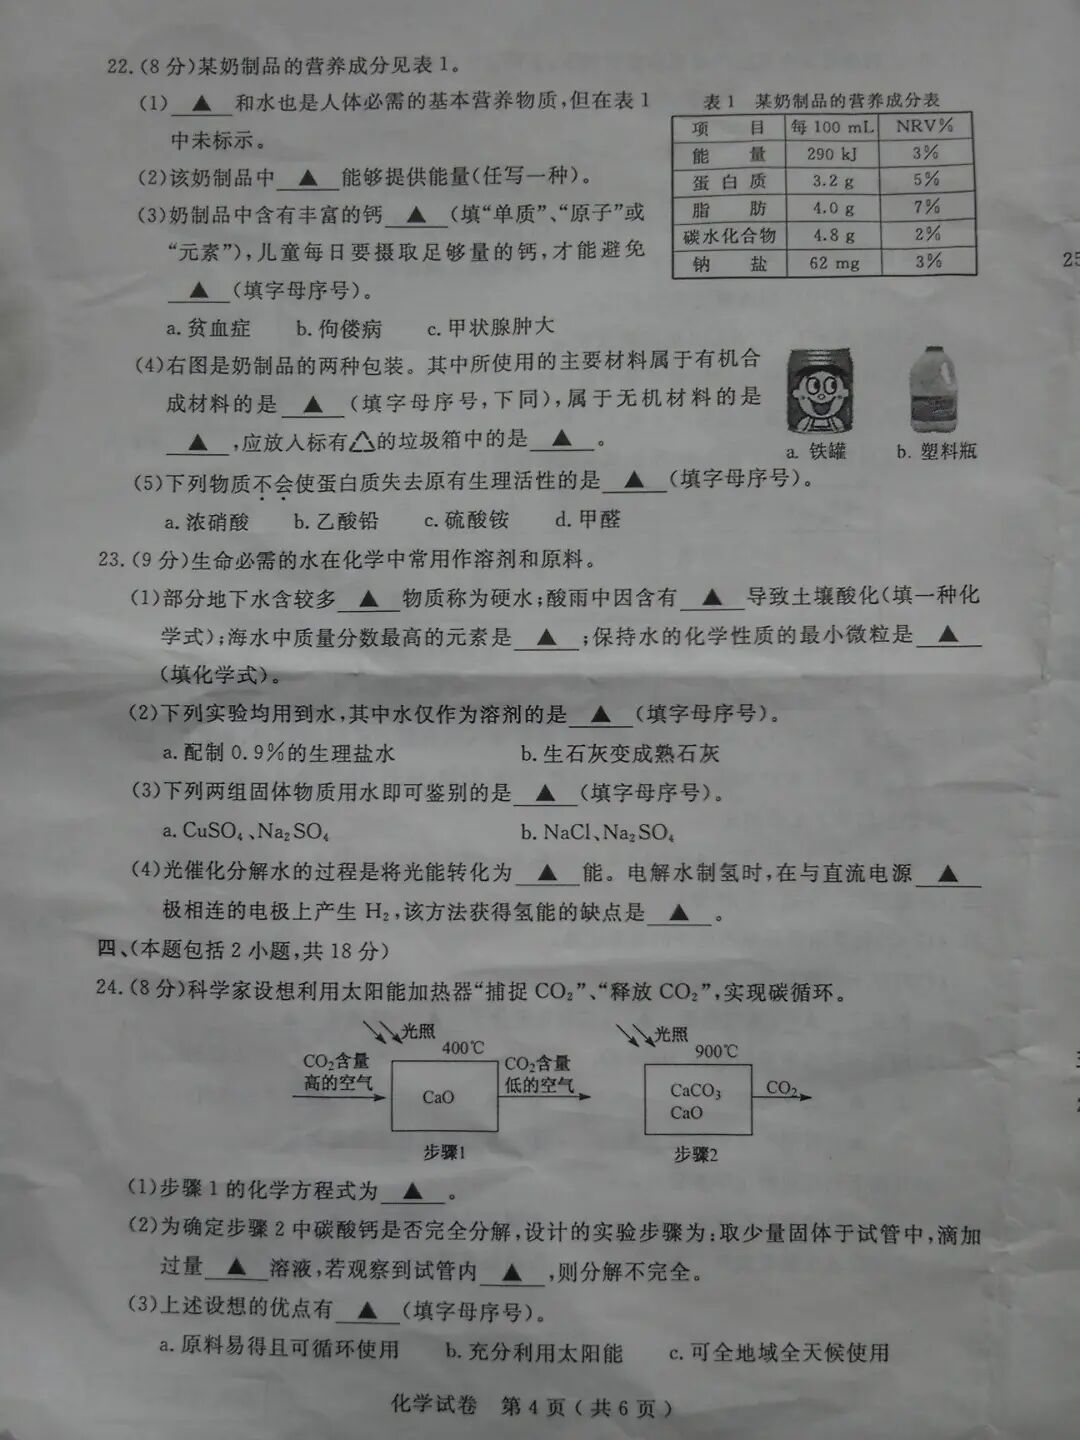 22.(8分)某奶制品的营养成分见表1。
(1) ▲ 和水也是人体必需的基本营养物质,但在表1
中未标示。
(2)该奶制品中 ▲ 能够提供能量(任写一种)。
(3)奶制品中含有丰富的钙 ▲ (填“单质”、“原子”或
“元素”),儿童每日要摄取足够量的钙,才能避免
▲ (填字母序号)。
a.贫血症 b.佝偻病 c.甲状腺肿大
表1 某奶制品的营养成分表
项 目 每100 mL NRV%
能 量 290 kJ 3%
蛋白质 3.2 g 5%
脂 肪 4.0 g 7%
碳水化合物 4.8 g 2%
钠 盐 62 mg 3%
(4)右图是奶制品的两种包装。其中所使用的主要材料属于有机合
成材料的是 ▲ (填字母序号,下同),属于无机材料的是
▲ ,应放入标有♺的垃圾箱中的是 ▲ 。
a. 铁罐 b. 塑料瓶
(5)下列物质不会使蛋白质失去原有生理活性的是 ▲ (填字母序号)。
a.浓硝酸 b.乙酸铅 c.硫酸铵 d.甲醛
23.(9分)生命必需的水在化学中常用作溶剂和原料。
(1)部分地下水含较多 ▲ 物质称为硬水;酸雨中因含有 ▲ 导致土壤酸化(填一种化
学式);海水中质量分数最高的元素是 ▲ ;保持水的化学性质的最小微粒是 ▲
(填化学式)。
(2)下列实验均用到水,其中水仅作为溶剂的是 ▲ (填字母序号)。
a.配制0.9%的生理盐水 b.生石灰变成熟石灰
(3)下列两组固体物质用水即可鉴别的是 ▲ (填字母序号)。
a.CuSO₄、Na₂SO₄ b.NaCl、Na₂SO₄
(4)光催化分解水的过程是将光能转化为 ▲ 能。电解水制氢时,在与直流电源 ▲
极相连的电极上产生H₂,该方法获得氢能的缺点是 ▲ 。
四、(本题包括2小题,共18分)
24.(8分)科学家设想利用太阳能加热器“捕捉CO₂”、“释放CO₂”,实现碳循环。
光照 400℃
CO₂含量
高的空气
CaO
CO₂含量
低的空气
步骤1
光照 900℃
CaCO₃
CaO
CO₂
步骤2
(1)步骤1的化学方程式为 ▲ 。
(2)为确定步骤2中碳酸钙是否完全分解,设计的实验步骤为:取少量固体于试管中,滴加
过量 ▲ 溶液,若观察到试管内 ▲ ,则分解不完全。
(3)上述设想的优点有 ▲ (填字母序号)。
a.原料易得且可循环使用 b.充分利用太阳能 c.可全地域全天候使用
化学试卷 第4页(共6页)